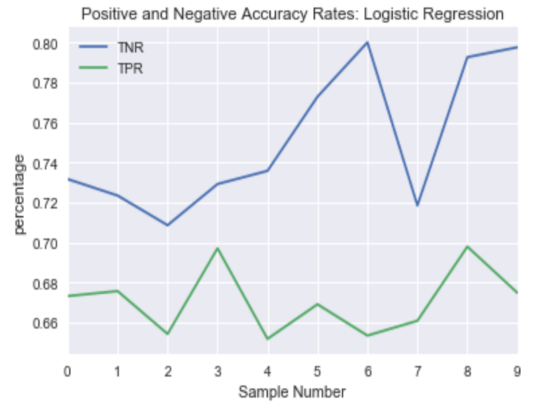 Positive and Negative Accuracy Rates: Logistic Regression
TNR
TPR
0.80
0.78
0.76
0.74
0.72
0.70
0.68
0.66
percentage
0 1 2 3 4 5 6 7 8 9
Sample Number